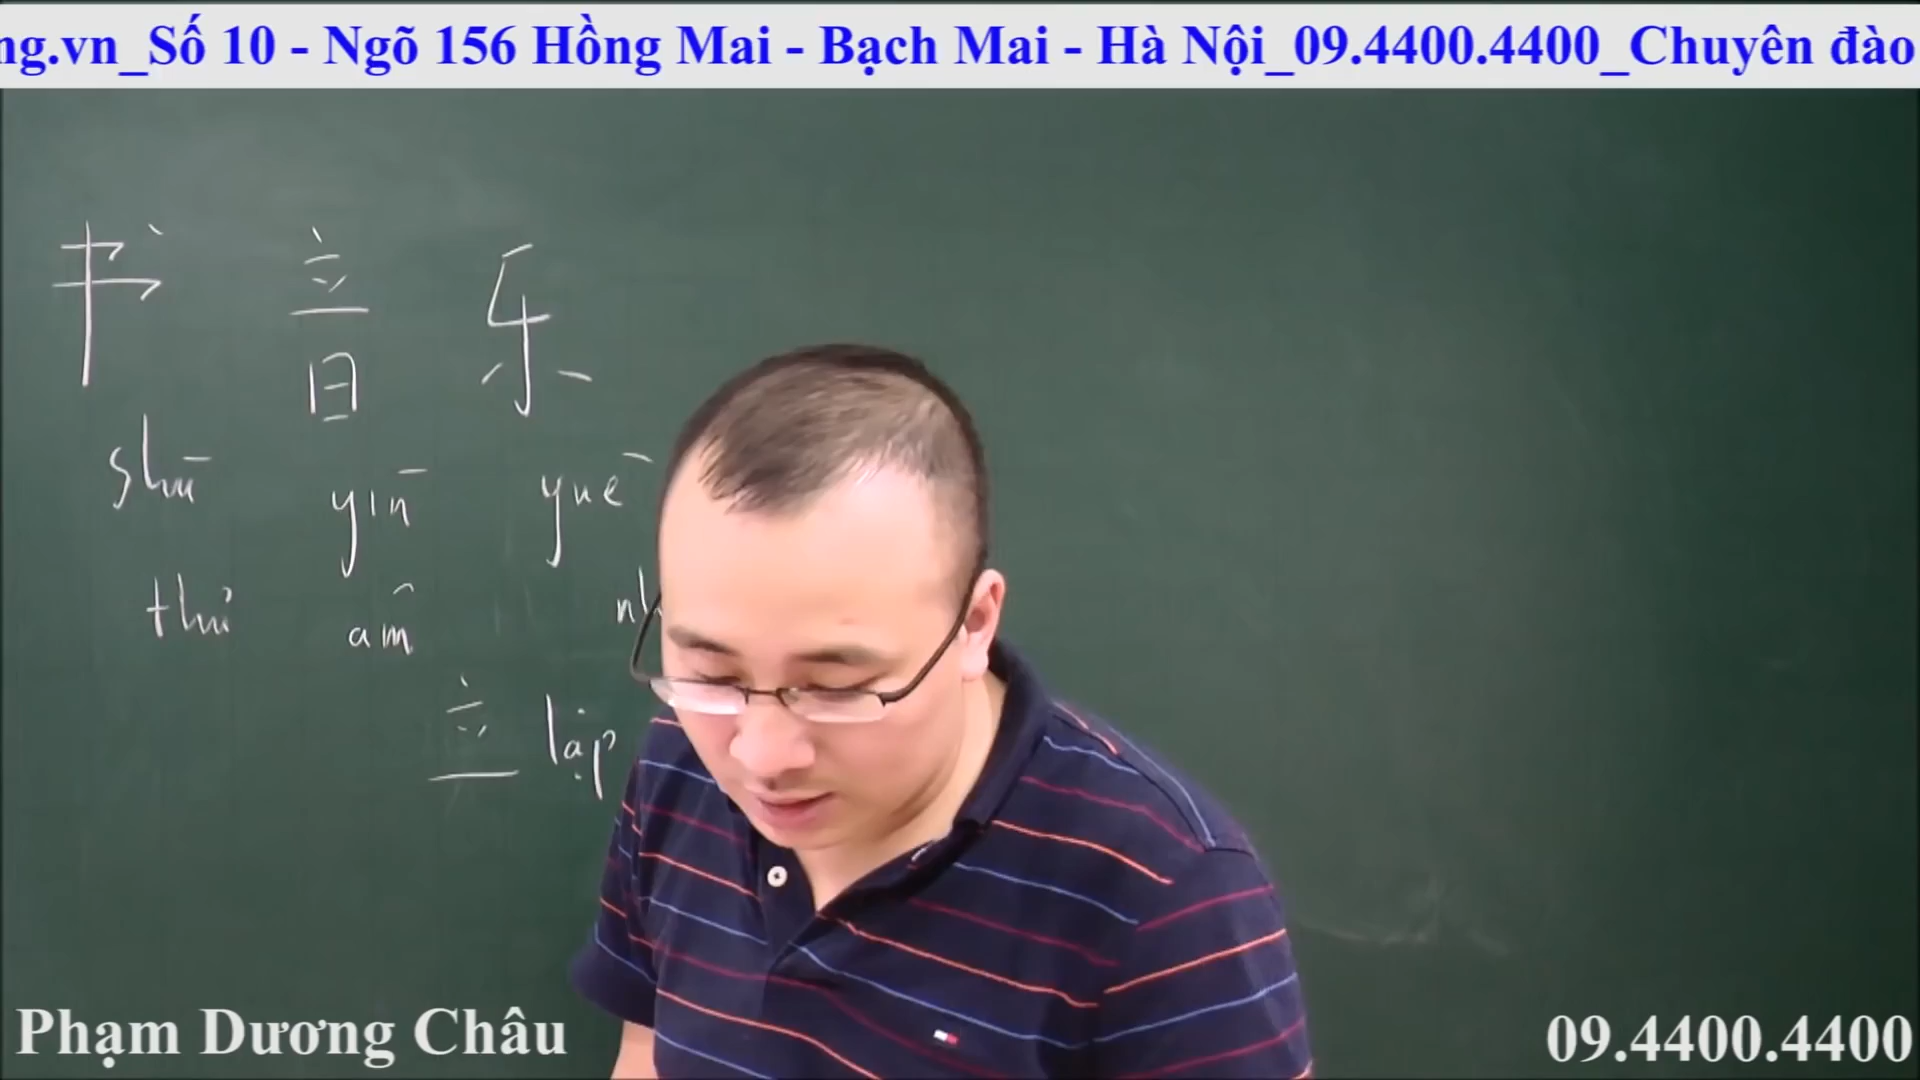 ng.vn_Số 10 - Ngõ 156 Hồng Mai - Bạch Mai - Hà Nội_09.4400.4400_Chuyên đào
书 音 乐
shū yīn yuè
thư âm
立 lập
Phạm Dương Châu
09.4400.4400